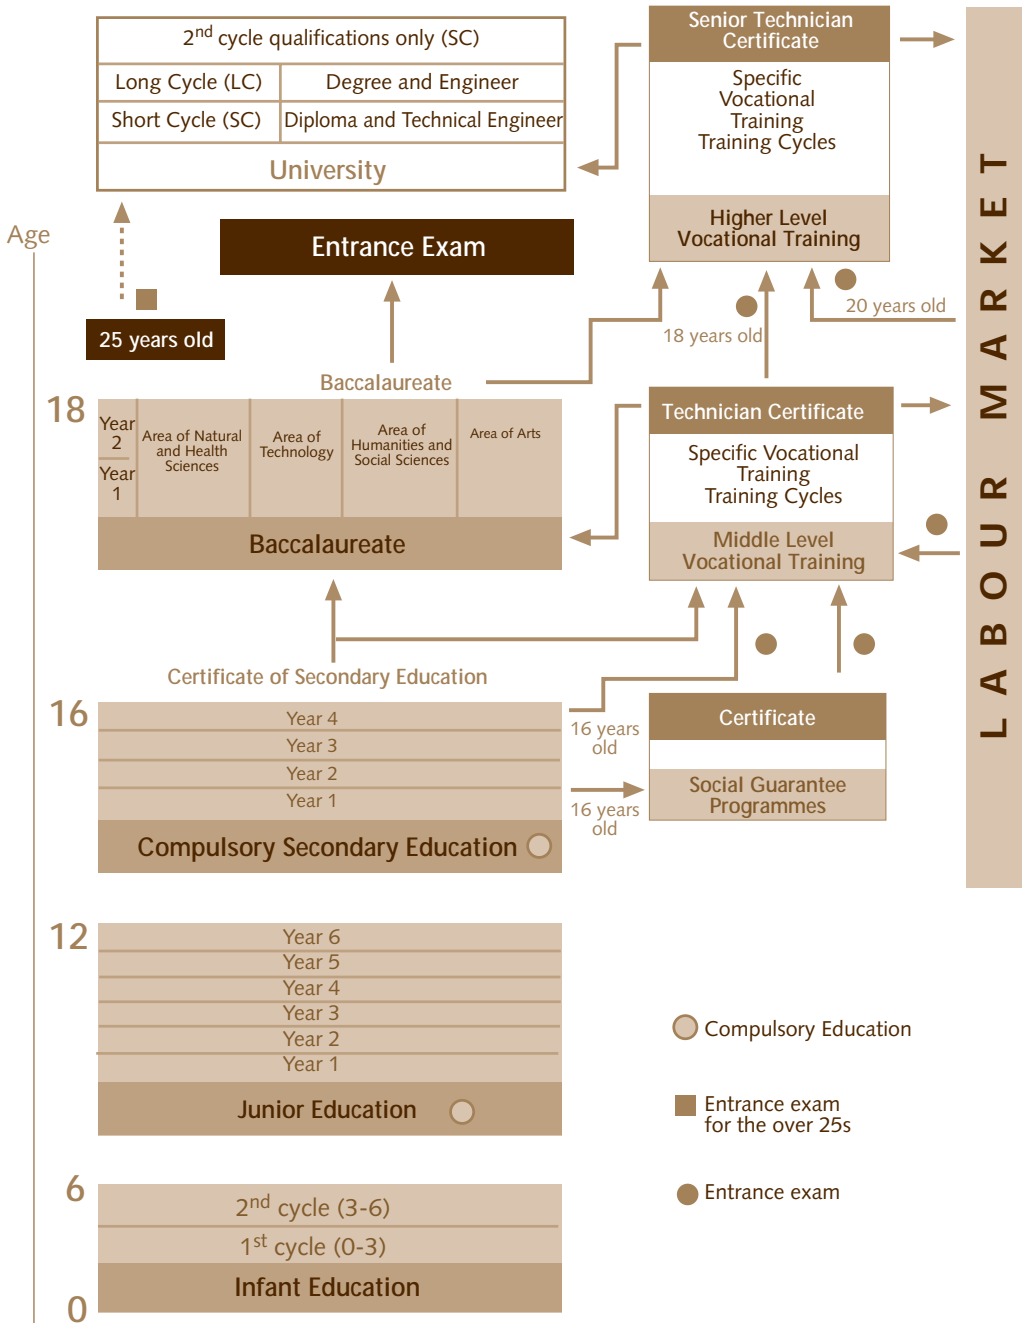 2nd cycle qualifications only (SC)
Long Cycle (LC)
Degree and Engineer
Short Cycle (SC)
Diploma and Technical Engineer
University
Senior Technician
Certificate
Specific
Vocational
Training
Training Cycles
Higher Level
Vocational Training
LABOUR MARKET
Age
Entrance Exam
25 years old
20 years old
18 years old
Baccalaureate
18
Year
2
Year
1
Area of Natural
and Health
Sciences
Area of
Technology
Area of
Humanities and
Social Sciences
Area of Arts
Baccalaureate
Technician Certificate
Specific Vocational
Training
Training Cycles
Middle Level
Vocational Training
Certificate of Secondary Education
16
Year 4
Year 3
Year 2
Year 1
Compulsory Secondary Education
16 years
old
16 years
old
Certificate
Social Guarantee
Programmes
12
Year 6
Year 5
Year 4
Year 3
Year 2
Year 1
Junior Education
Compulsory Education
Entrance exam
for the over 25s
Entrance exam
6
2nd cycle (3-6)
1st cycle (0-3)
Infant Education
0